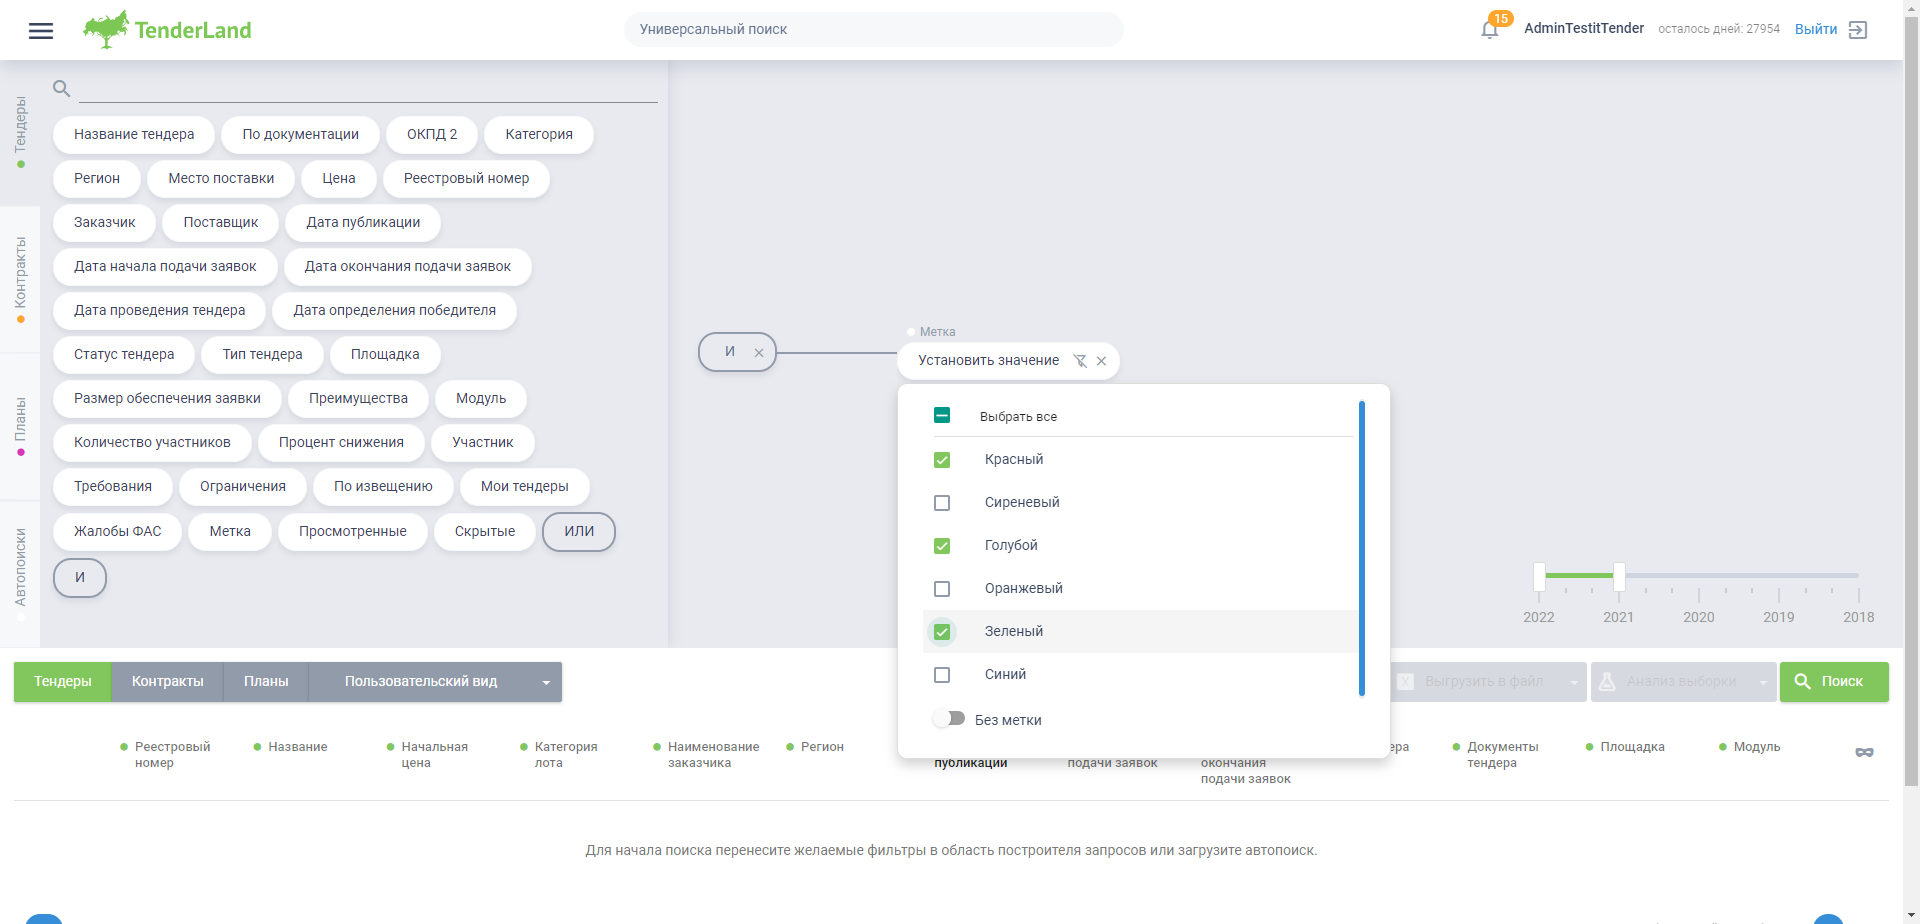 TenderLand
Универсальный поиск
15
AdminTestitTender
осталось дней: 27954
Выйти
Тендеры
Контракты
Планы
Автопоиски
Название тендера
По документации
ОКПД 2
Категория
Регион
Место поставки
Цена
Реестровый номер
Заказчик
Поставщик
Дата публикации
Дата начала подачи заявок
Дата окончания подачи заявок
Дата проведения тендера
Дата определения победителя
Статус тендера
Тип тендера
Площадка
Размер обеспечения заявки
Преимущества
Модуль
Количество участников
Процент снижения
Участник
Требования
Ограничения
По извещению
Мои тендеры
Жалобы ФАС
Метка
Просмотренные
Скрытые
ИЛИ
И
И
Метка
Установить значение
Выбрать все
Красный
Сиреневый
Голубой
Оранжевый
Зеленый
Синий
Без метки
2022
2021
2020
2019
2018
Тендеры
Контракты
Планы
Пользовательский вид
Выгрузить в файл
Анализ выборки
Поиск
Реестровый
номер
Название
Начальная
цена
Категория
лота
Наименование
заказчика
Регион
публикации
подачи заявок
окончания
подачи заявок
ера
Документы
тендера
Площадка
Модуль
Для начала поиска перенесите желаемые фильтры в область построителя запросов или загрузите автопоиск.